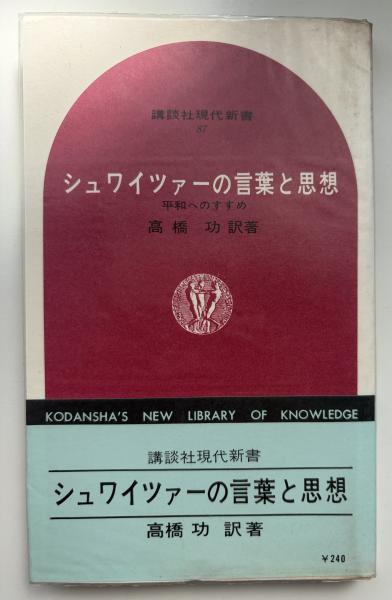 講談社現代新書
87
シュワイツァーの言葉と思想
平和へのすすめ
高橋 功 訳著
KODANSHA'S NEW LIBRARY OF KNOWLEDGE
講談社現代新書
シュワイツァーの言葉と思想
高橋 功 訳著
￥240